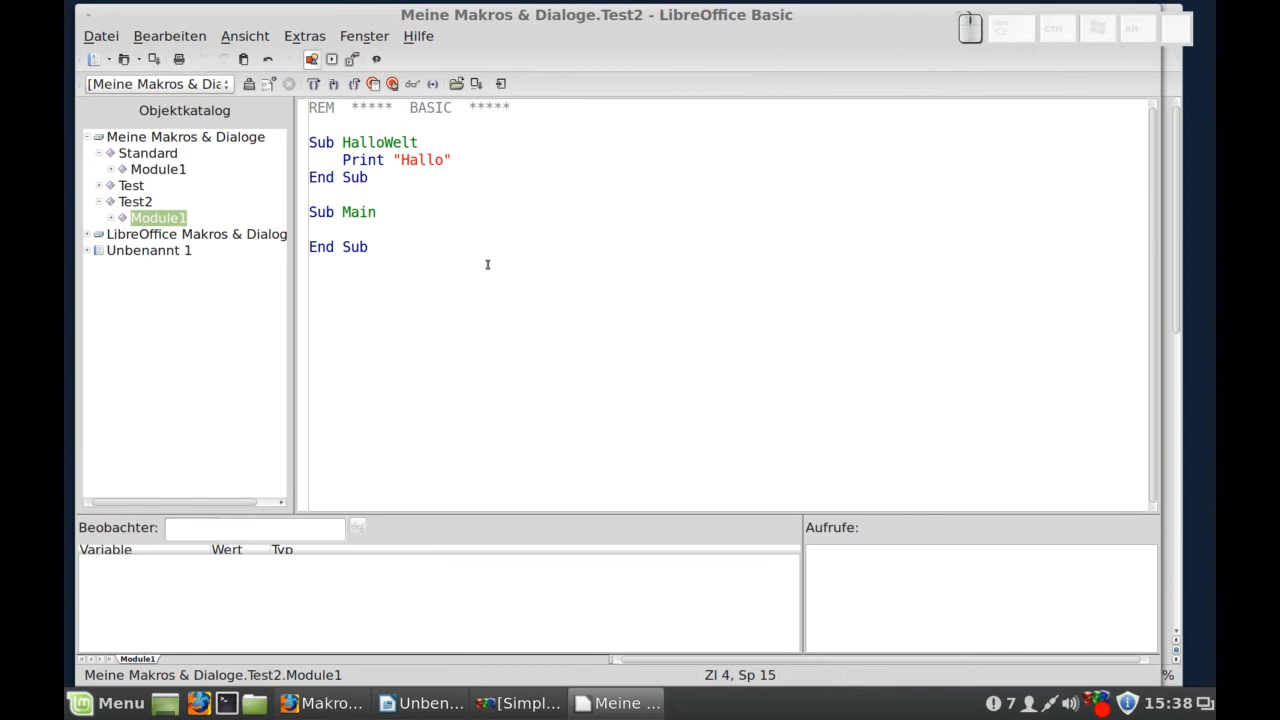 Meine Makros & Dialoge.Test2 - LibreOffice Basic
Ctrl
Alt
Datei Bearbeiten Ansicht Extras Fenster Hilfe
[Meine Makros & Dia
Objektkatalog
Meine Makros & Dialoge
Standard
Module1
Test
Test2
Module1
LibreOffice Makros & Dialog
Unbenannt 1
REM ***** BASIC *****
Sub HalloWelt
Print "Hallo"
End Sub
Sub Main
End Sub
Beobachter:
Aufrufe:
Variable Wert Typ
Module1
Meine Makros & Dialoge.Test2.Module1
Zl 4, Sp 15
%
Menu
Makro...
Unben...
[Simpl...
Meine ...
7
15:38